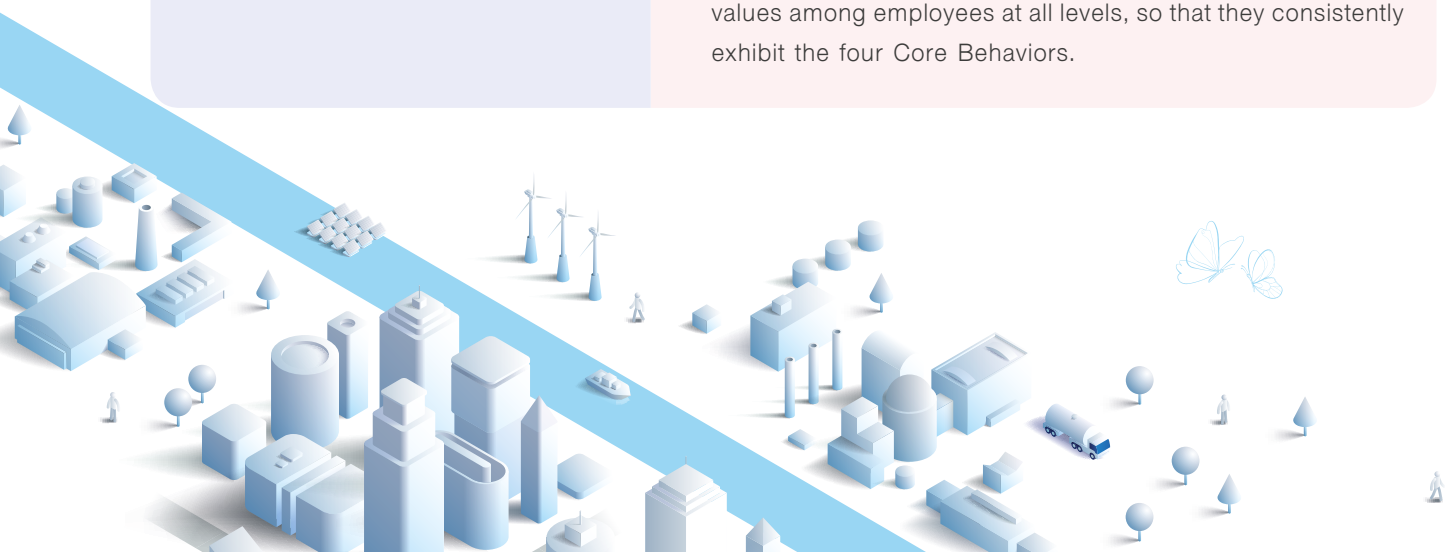 values among employees at all levels, so that they consistently
exhibit the four Core Behaviors.